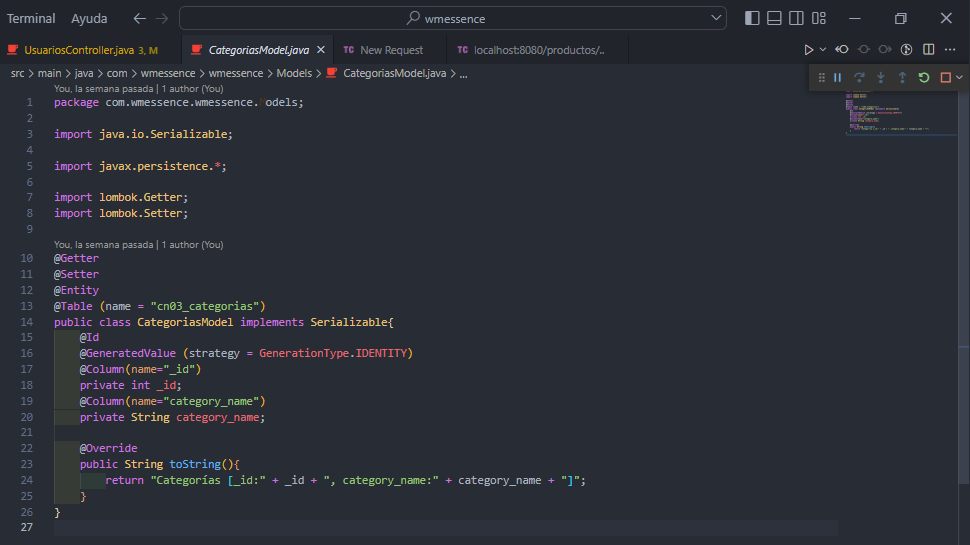 Terminal Ayuda wmessence
UsuariosController.java 3, M CategoriasModel.java TC New Request TC localhost:8080/productos/..
src > main > java > com > wmessence > wmessence > Models > CategoriasModel.java > ...
You, la semana pasada | 1 author (You)
1 package com.wmessence.wmessence. odels;
2
3 import java.io.Serializable;
4
5 import javax.persistence.*;
6
7 import lombok.Getter;
8 import lombok.Setter;
9
You, la semana pasada | 1 author (You)
10 @Getter
11 @Setter
12 @Entity
13 @Table (name = "cn03_categorias")
14 public class CategoriasModel implements Serializable{
15 @Id
16 @GeneratedValue (strategy = GenerationType.IDENTITY)
17 @Column(name="_id")
18 private int _id;
19 @Column(name="category_name")
20 private String category_name;
21
22 @Override
23 public String toString(){
24 return "Categorías [_id:" + _id + ", category_name:" + category_name + "]";
25 }
26 }
27